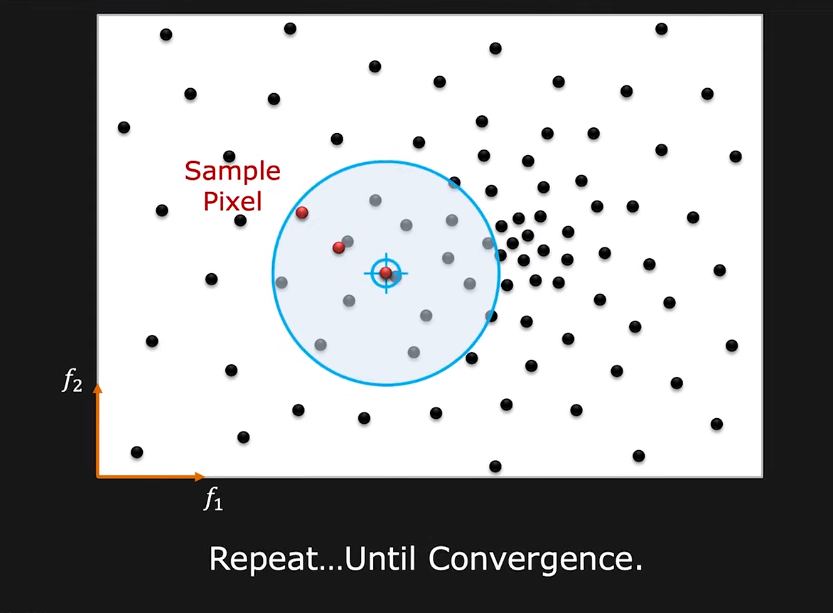 Sample
Pixel
f₂
f₁
Repeat...Until Convergence.